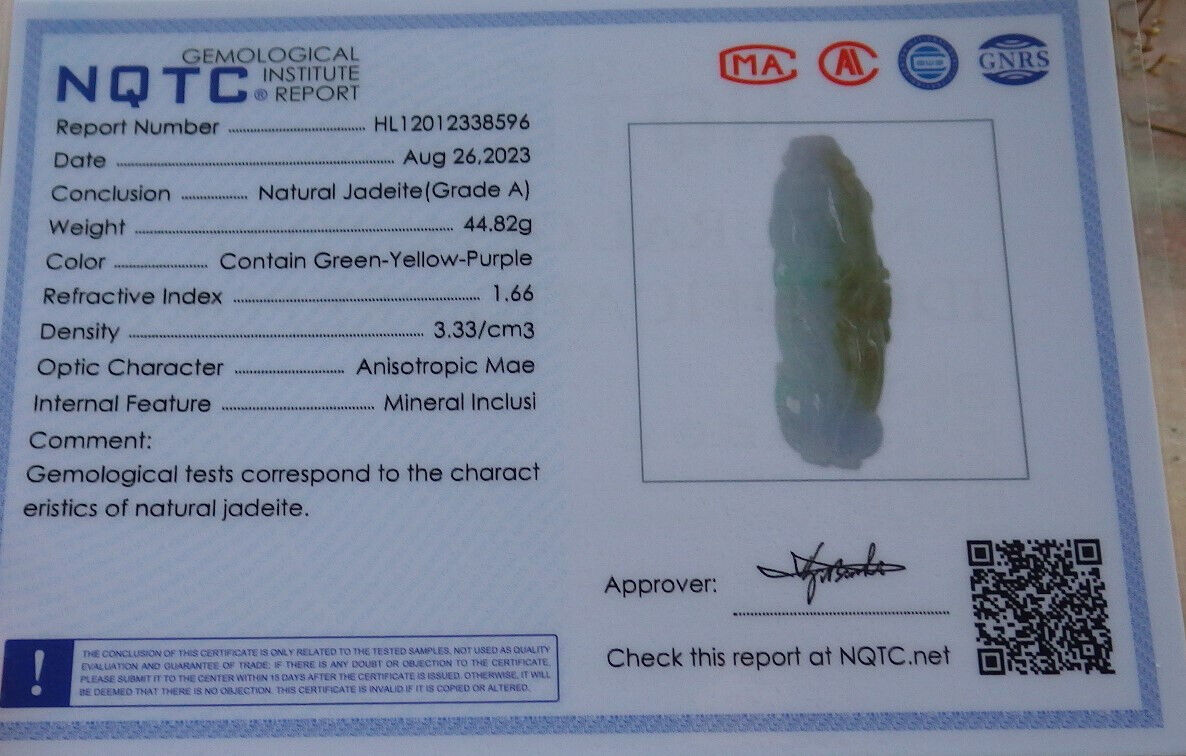 GEMOLOGICAL
NQTC INSTITUTE
® REPORT
MA
AL
GNRS
Report Number ........ HL12012338596
Date ........ Aug 26,2023
Conclusion ........ Natural Jadeite(Grade A)
Weight ........ 44.82g
Color ........ Contain Green-Yellow-Purple
Refractive Index ........ 1.66
Density ........ 3.33/cm3
Optic Character ........ Anisotropic Mae
Internal Feature ........ Mineral Inclusi
Comment:
Gemological tests correspond to the charact
eristics of natural jadeite.
Approver:
Check this report at NQTC.net
! THE CONCLUSION OF THIS CERTIFICATE IS ONLY RELATED TO THE TESTED SAMPLES, NOT USED AS QUALITY
EVALUATION AND GUARANTEE OF TRADE; IF THERE IS ANY DOUBT OR OBJECTION TO THE CERTIFICATE,
PLEASE SUBMIT IT TO THE CENTER WITHIN 15 DAYS AFTER THE CERTIFICATE IS ISSUED. OTHERWISE, IT WILL
BE DEEMED THAT THERE IS NO OBJECTION. THIS CERTIFICATE IS INVALID IF IT IS COPIED OR ALTERED.